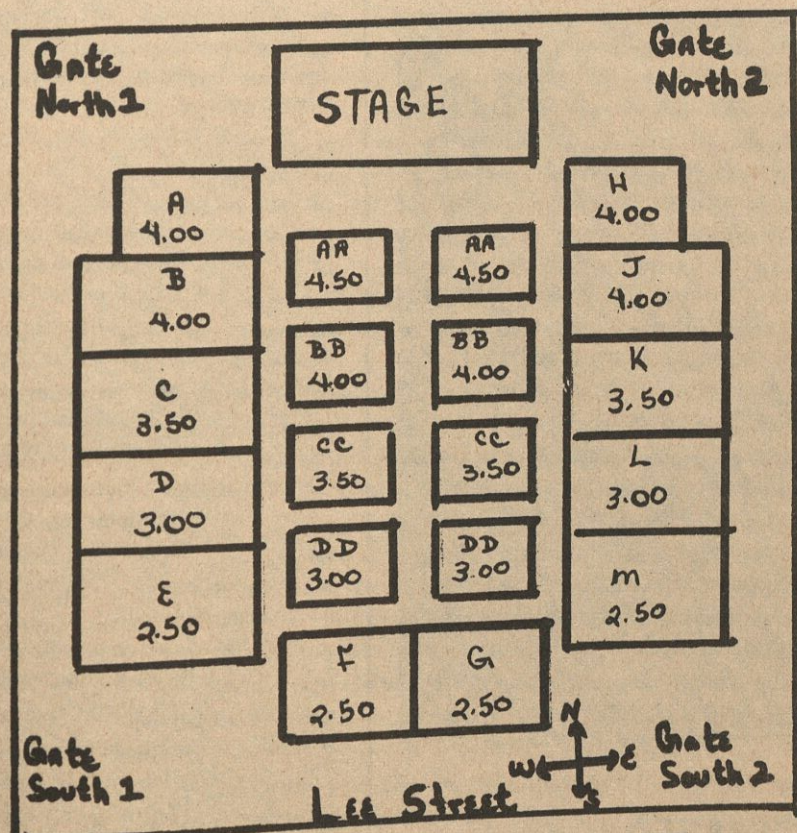 Gate
North 1
STAGE
Gate
North 2
A
4.00
B
4.00
C
3.50
D
3.00
E
2.50
AA
4.50
AA
4.50
BB
4.00
BB
4.00
CC
3.50
CC
3.50
DD
3.00
DD
3.00
F
2.50
G
2.50
H
4.00
J
4.00
K
3.50
L
3.00
M
2.50
N
W
E
S
Gate
South 1
Lee Street
Gate
South 2